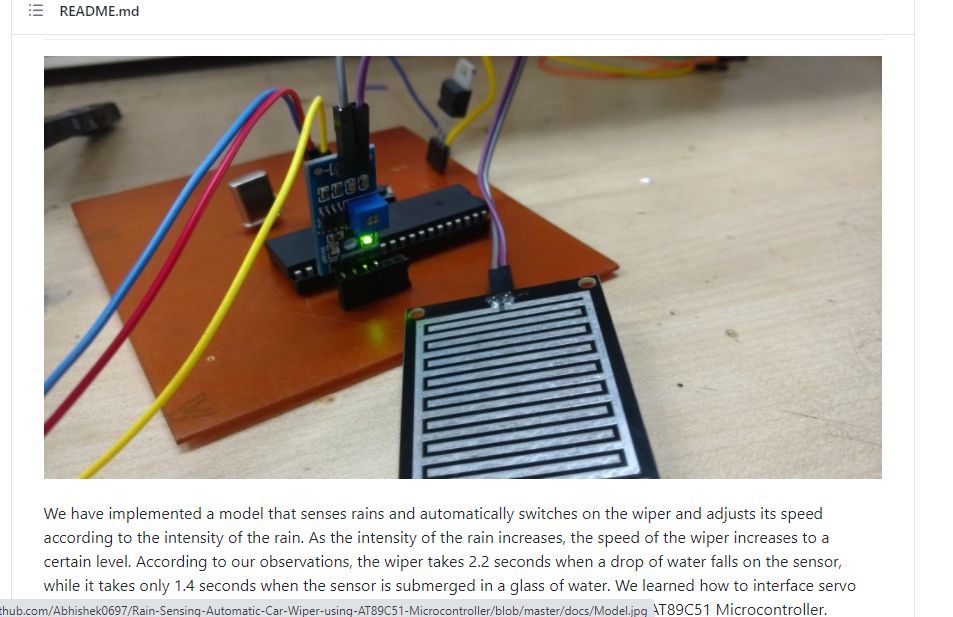 README.md
We have implemented a model that senses rains and automatically switches on the wiper and adjusts its speed
according to the intensity of the rain. As the intensity of the rain increases, the speed of the wiper increases to a
certain level. According to our observations, the wiper takes 2.2 seconds when a drop of water falls on the sensor,
while it takes only 1.4 seconds when the sensor is submerged in a glass of water. We learned how to interface servo
thub.com/Abhishek0697/Rain-Sensing-Automatic-Car-Wiper-using-AT89C51-Microcontroller/blob/master/docs/Model.jpg AT89C51 Microcontroller.